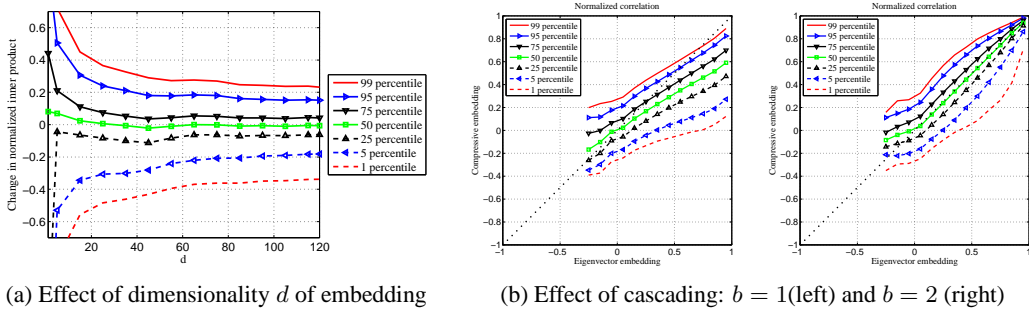 Change in normalized inner product
0.6
0.4
0.2
0
-0.2
-0.4
-0.6
20 40 60 80 100 120
d
99 percentile
95 percentile
75 percentile
50 percentile
25 percentile
5 percentile
1 percentile
(a) Effect of dimensionality d of embedding
Normalized correlation
Compressive embedding
1
0.8
0.6
0.4
0.2
0
−0.2
−0.4
−0.6
−0.8
−1
−1 −0.5 0 0.5 1
Eigenvector embedding
99 percentile
95 percentile
75 percentile
50 percentile
25 percentile
5 percentile
1 percentile
Normalized correlation
Compressive embedding
1
0.8
0.6
0.4
0.2
0
−0.2
−0.4
−0.6
−0.8
−1
−1 −0.5 0 0.5 1
Eigenvector embedding
99 percentile
95 percentile
75 percentile
50 percentile
25 percentile
5 percentile
1 percentile
(b) Effect of cascading: b = 1(left) and b = 2 (right)